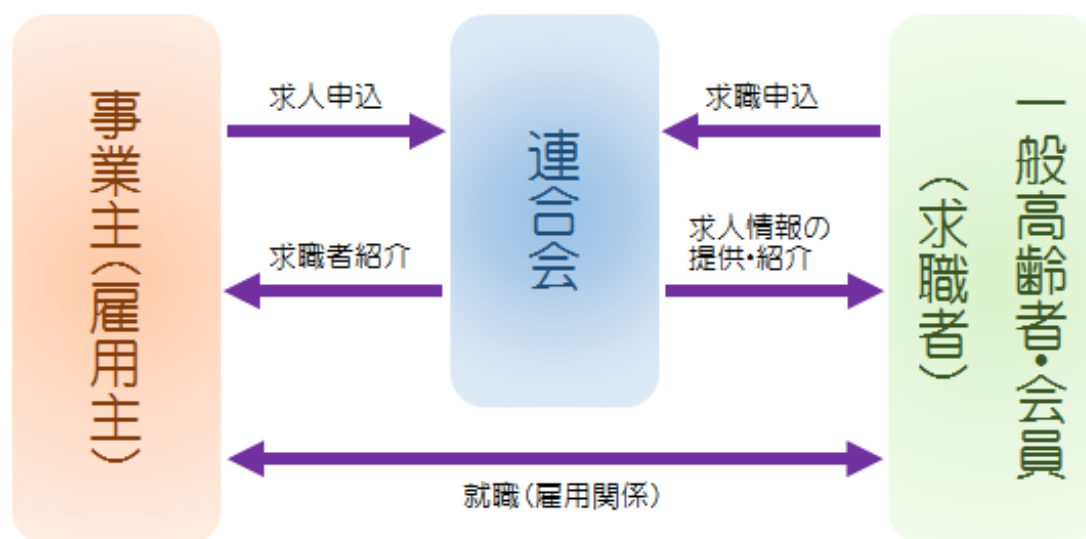 事業主（雇用主）
求人申込
求職者紹介
連合会
求職申込
求人情報の
提供・紹介
一般高齢者・会員
（求職者）
就職（雇用関係）